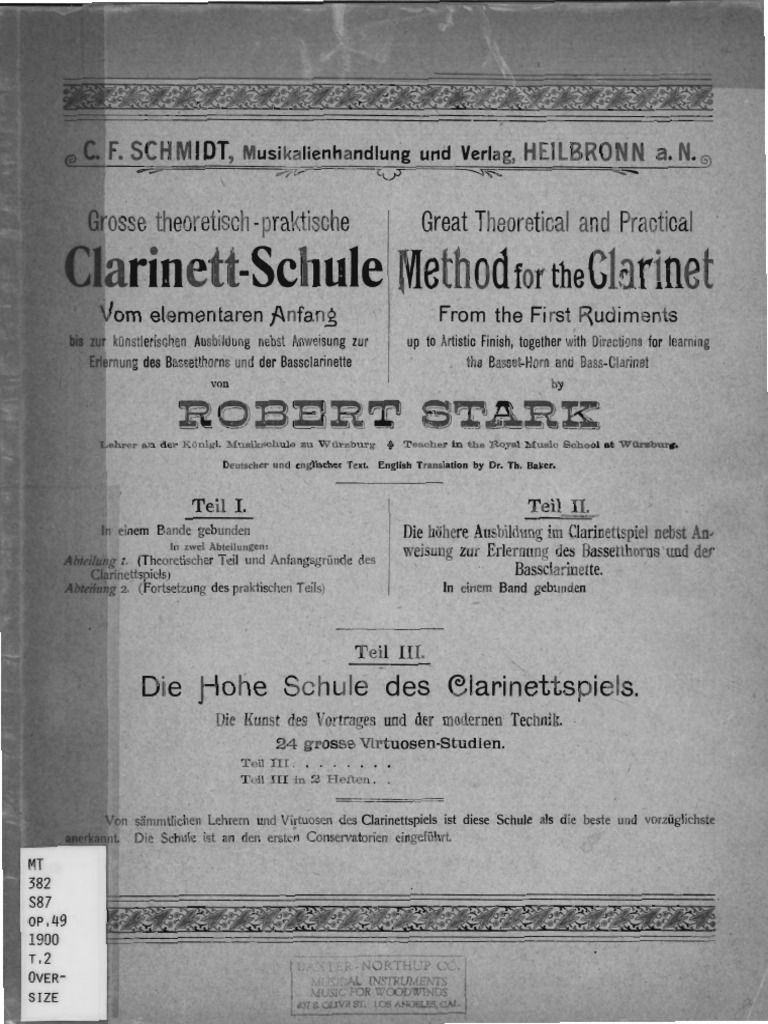 C. F. SCHMIDT, Musikalienhandlung und Verlag, HEILBRONN a. N.
Grosse theoretisch-praktische
Clarinett-Schule
Vom elementaren Anfang
bis zur künstlerischen Ausbildung nebst Anweisung zur
Erlernung des Bassetthorns und der Bassclarinette
von
Great Theoretical and Practical
Method for the Clarinet
From the First Rudiments
up to Artistic Finish, together with Directions for learning
the Basset-Horn and Bass-Clarinet
by
ROBERT STARK
Lehrer an der Königl. Musikschule zu Würzburg Teacher in the Royal Music School at Würzburg.
Deutscher und englischer Text. English Translation by Dr. Th. Baker.
Teil I.
In einem Bande gebunden
In zwei Abteilungen:
Abteilung 1. (Theoretischer Teil und Anfangsgründe des
Clarinettspiels)
Abteilung 2. (Fortsetzung des praktischen Teils)
Teil II.
Die höhere Ausbildung im Clarinettspiel nebst An-
weisung zur Erlernung des Bassetthorns und der
Bassclarinette.
In einem Band gebunden
Teil III.
Die Hohe Schule des Clarinettspiels.
Die Kunst des Vortrages und der modernen Technik.
24 grosse Virtuosen-Studien.
Teil III. . . . . . . .
Teil III in 2 Heften. . .
Von sämmtlichen Lehrern und Virtuosen des Clarinettspiels ist diese Schule als die beste und vorzüglichste
anerkannt. Die Schule ist an den ersten Conservatorien eingeführt.
MT
382
S87
OP.49
1900
T.2
OVER-
SIZE
BAXTER-NORTHUP CO.
MUSICAL INSTRUMENTS
MUSIC FOR WOODWINDS
837 S. OLIVE ST. LOS ANGELES, CAL.